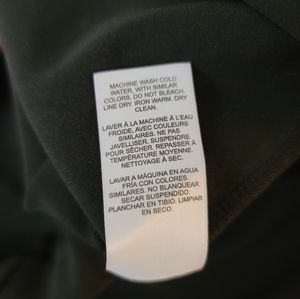 MACHINE WASH COLD
WATER, WITH SIMILAR
COLORS. DO NOT BLEACH.
LINE DRY. IRON WARM. DRY
CLEAN.
LAVER À LA MACHINE À L'EAU
FROIDE, AVEC COULEURS
SIMILAIRES. NE PAS
JAVELLISER. SUSPENDRE
POUR SÉCHER. REPASSER À
TEMPÉRATURE MOYENNE.
NETTOYAGE À SEC.
LAVAR A MÁQUINA EN AGUA
FRÍA CON COLORES
SIMILARES. NO BLANQUEAR.
SECAR SUSPENDIDO.
PLANCHAR EN TIBIO. LIMPIAR
EN SECO.